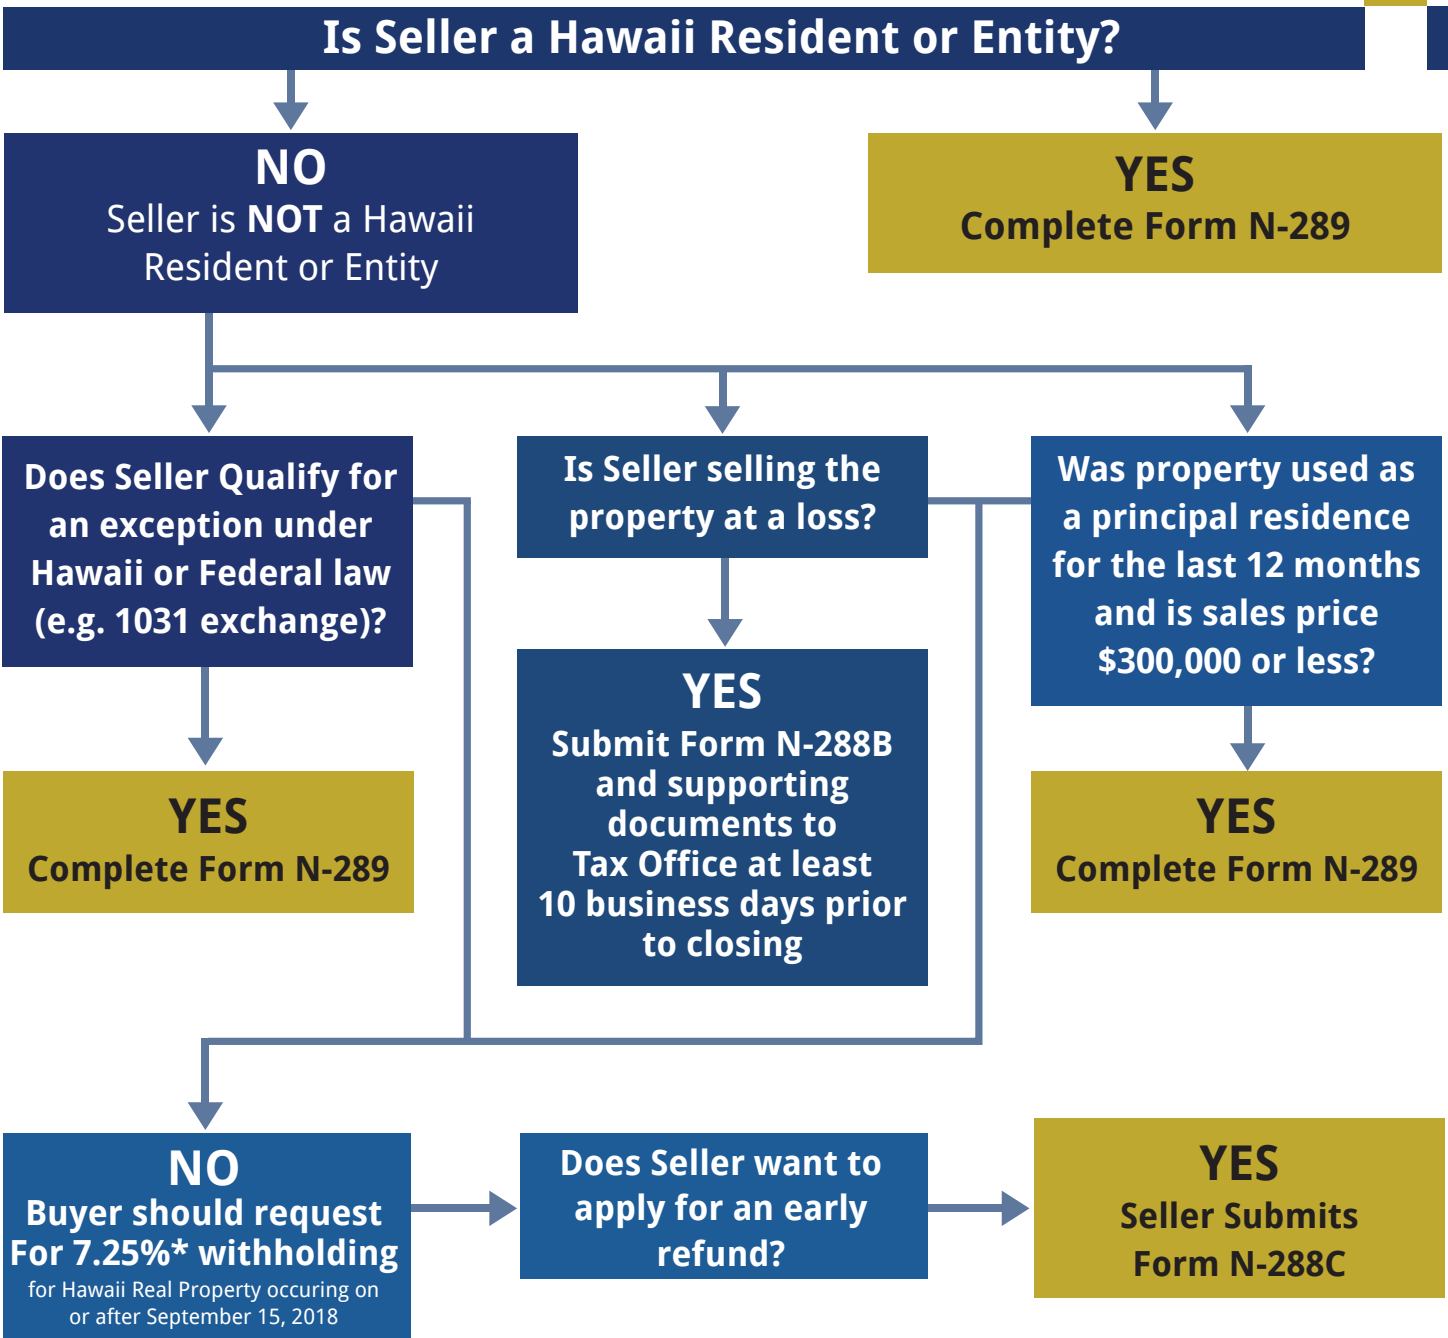 Is Seller a Hawaii Resident or Entity?
NO
Seller is NOT a Hawaii
Resident or Entity
YES
Complete Form N-289
Does Seller Qualify for
an exception under
Hawaii or Federal law
(e.g. 1031 exchange)?
Is Seller selling the
property at a loss?
Was property used as
a principal residence
for the last 12 months
and is sales price
$300,000 or less?
YES
Complete Form N-289
YES
Submit Form N-288B
and supporting
documents to
Tax Office at least
10 business days prior
to closing
YES
Complete Form N-289
NO
Buyer should request
For 7.25%* withholding
for Hawaii Real Property occuring on
or after September 15, 2018
Does Seller want to
apply for an early
refund?
YES
Seller Submits
Form N-288C